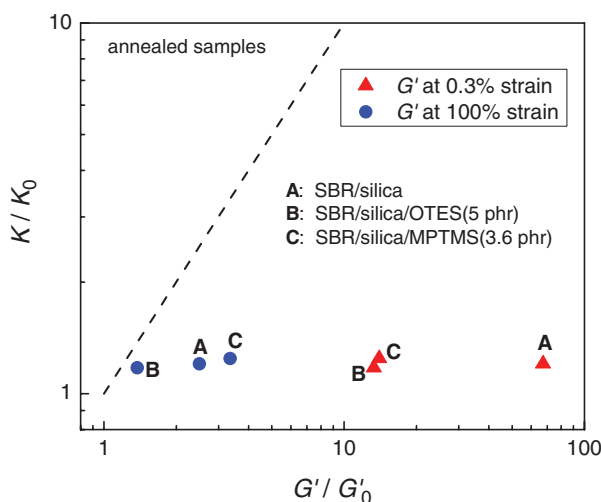 10
annealed samples
G' at 0.3% strain
G' at 100% strain
A: SBR/silica
B: SBR/silica/OTES(5 phr)
C: SBR/silica/MPTMS(3.6 phr)
K / K0
B
A
C
B
C
A
1
1
10
100
G' / G'0